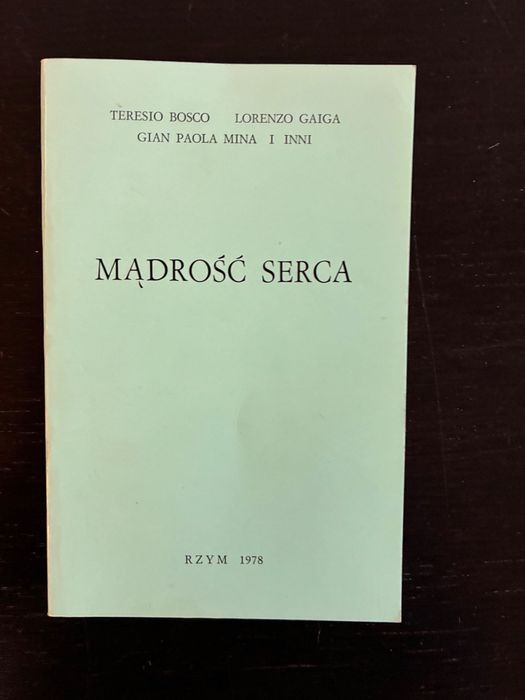 TERESIO BOSCO LORENZO GAIGA
GIAN PAOLA MINA I INNI
MĄDROŚĆ SERCA
RZYM 1978